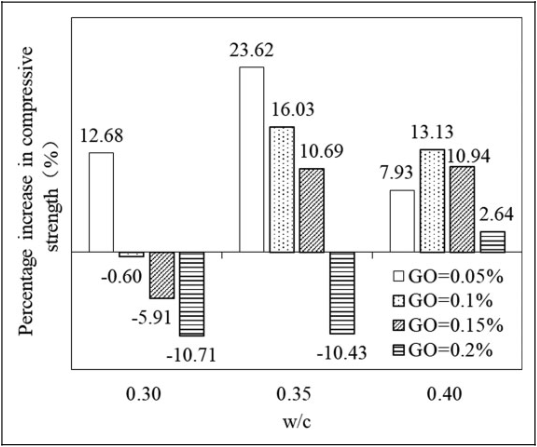 Percentage increase in compressive
strength（%）
23.62
16.03
12.68
13.13
10.69
10.94
7.93
2.64
-0.60
-5.91
-10.71
-10.43
GO=0.05%
GO=0.1%
GO=0.15%
GO=0.2%
0.30
0.35
0.40
w/c